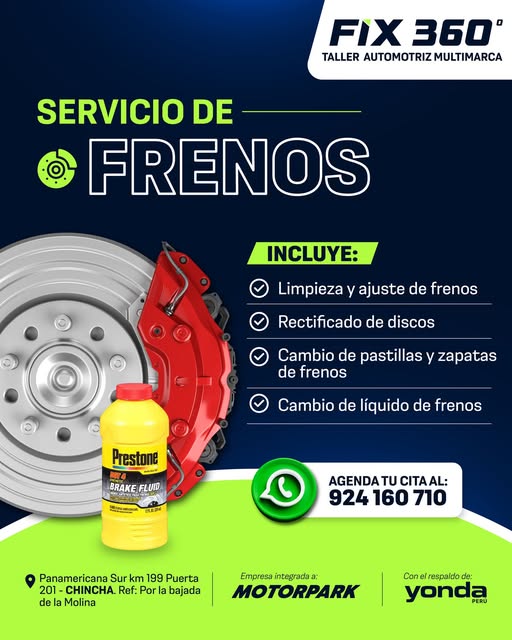 FIX 360°
TALLER AUTOMOTRIZ MULTIMARCA
SERVICIO DE
FRENOS
INCLUYE:
Limpieza y ajuste de frenos
Rectificado de discos
Cambio de pastillas y zapatas
de frenos
Cambio de líquido de frenos
Prestone
DOT 4
BRAKE FLUID
AGENDA TU CITA AL:
924 160 710
Panamericana Sur km 199 Puerta
201 - CHINCHA. Ref: Por la bajada
de la Molina
Empresa integrada a:
MOTORPARK
Con el respaldo de:
yonda
PERÚ